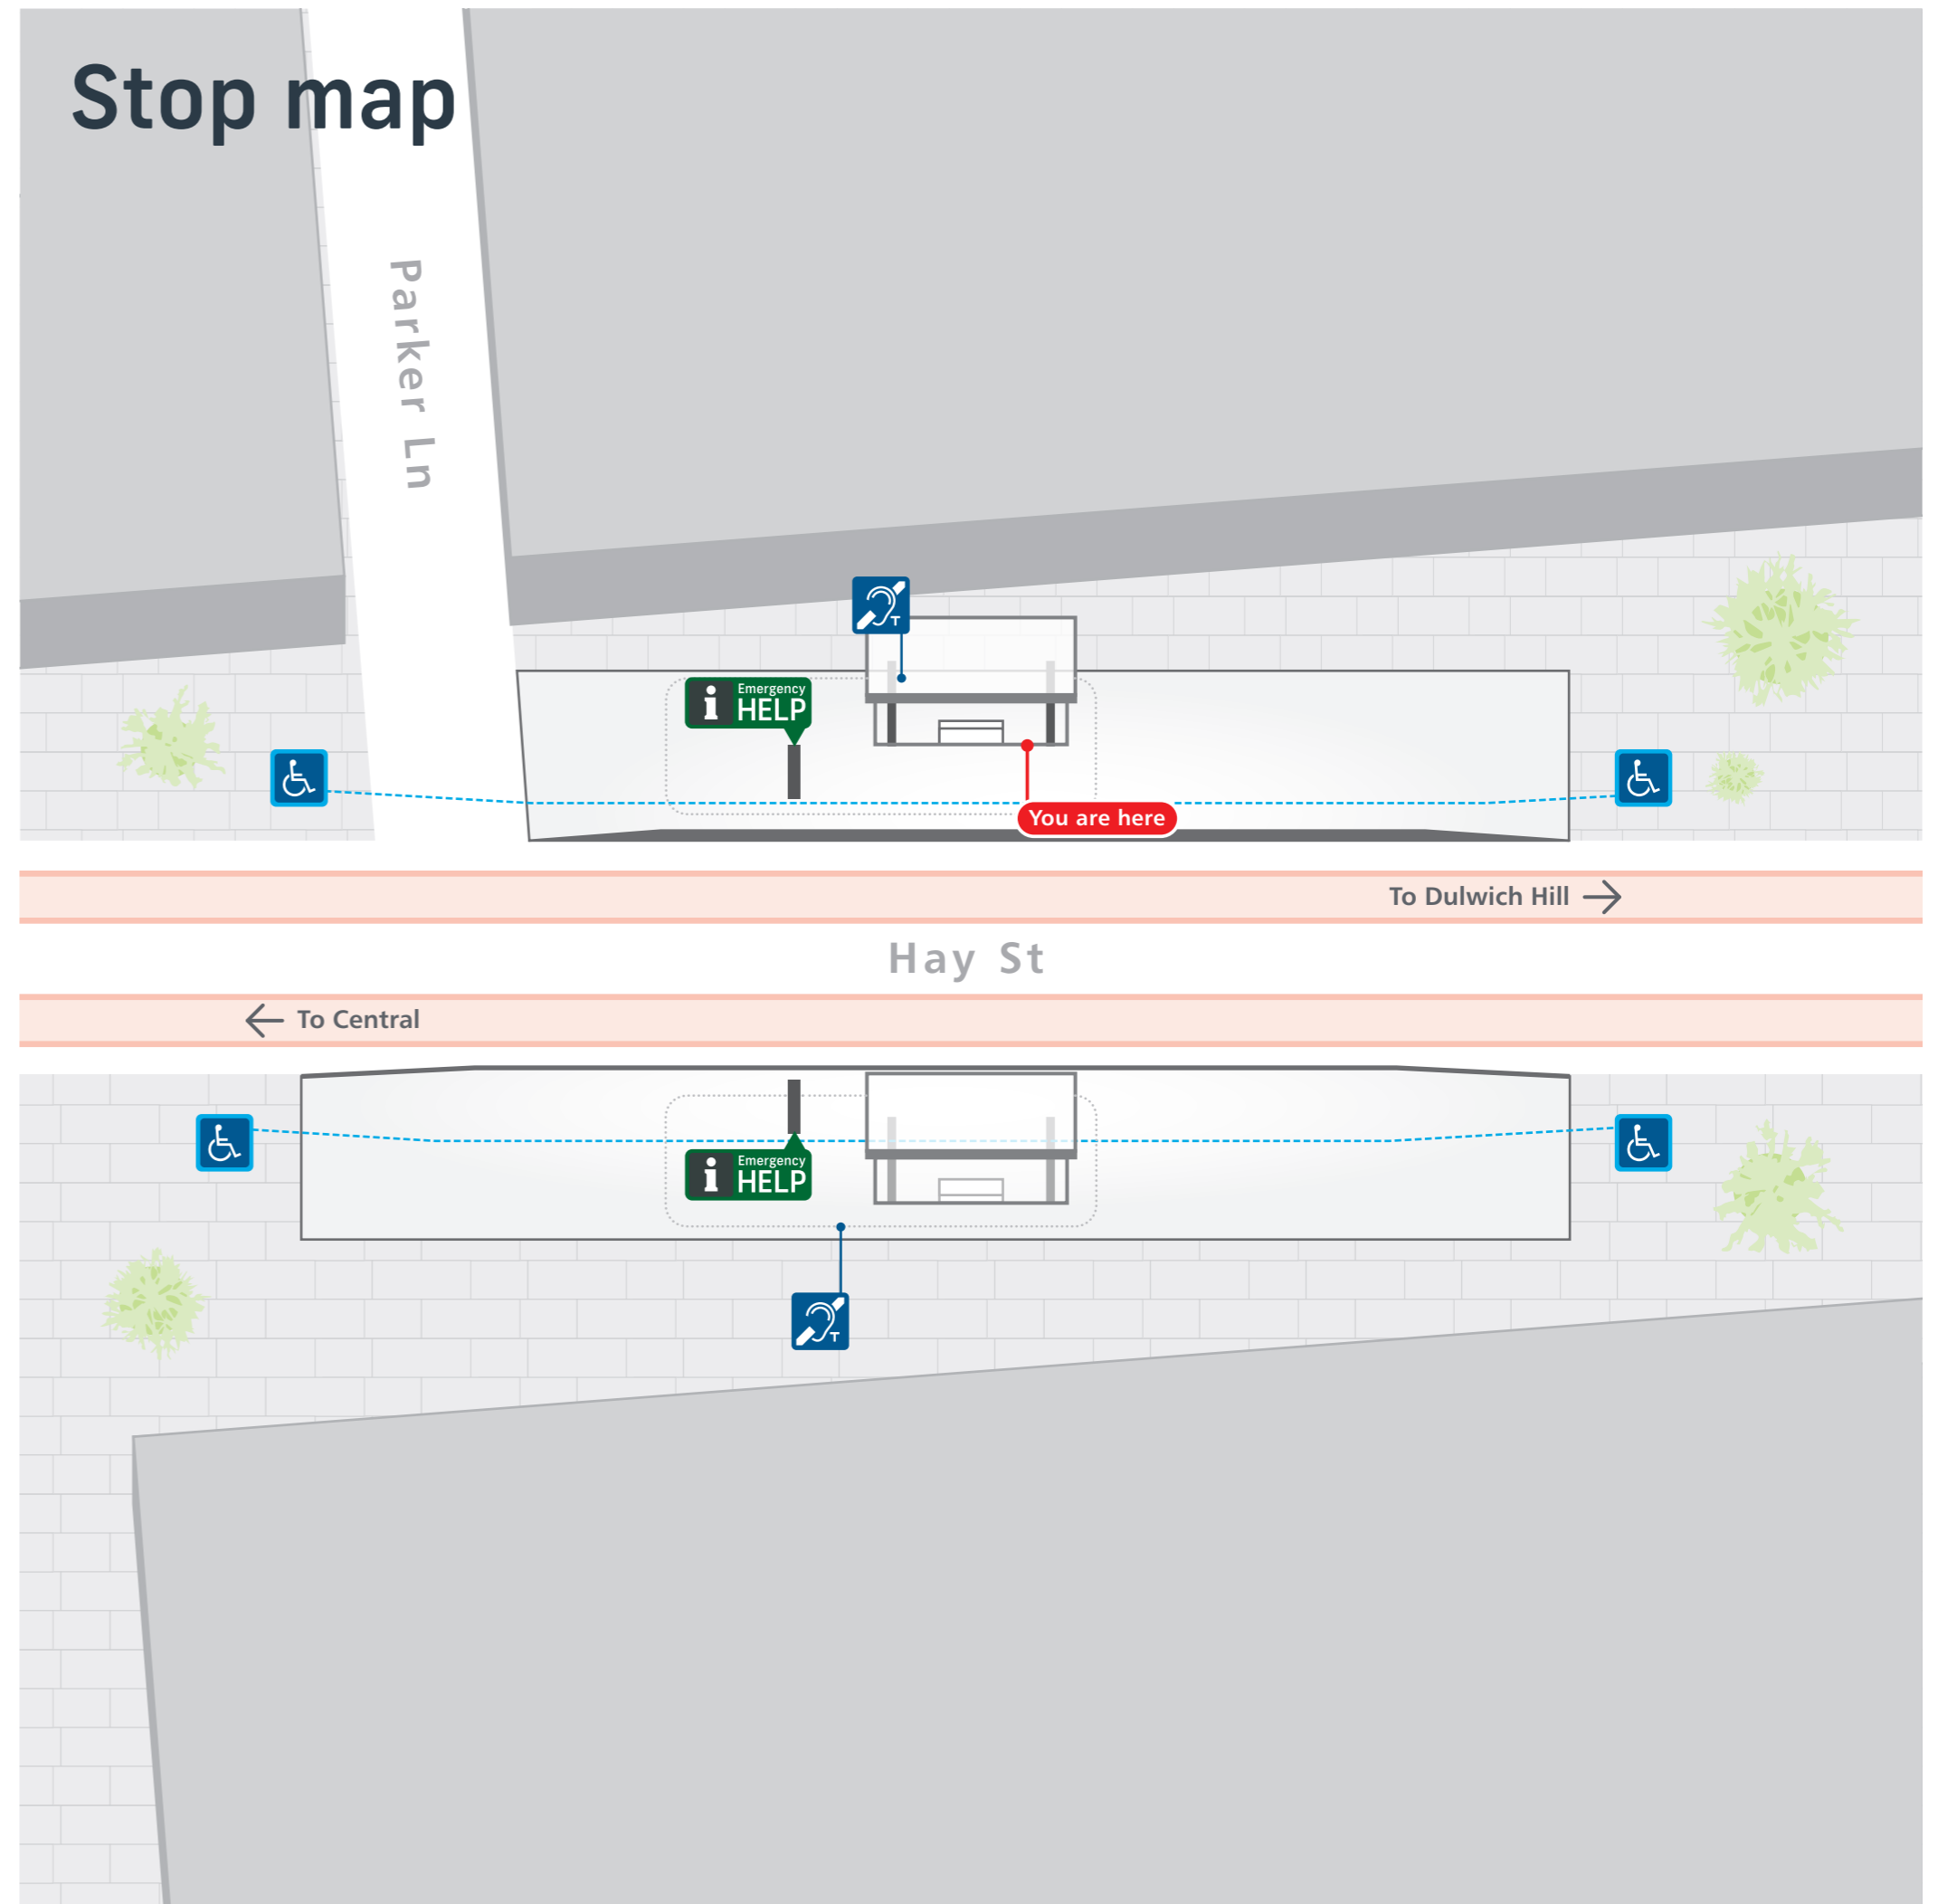 Stop map
Parker Ln
T
i Emergency
HELP
You are here
To Dulwich Hill →
Hay St
← To Central
i Emergency
HELP
T